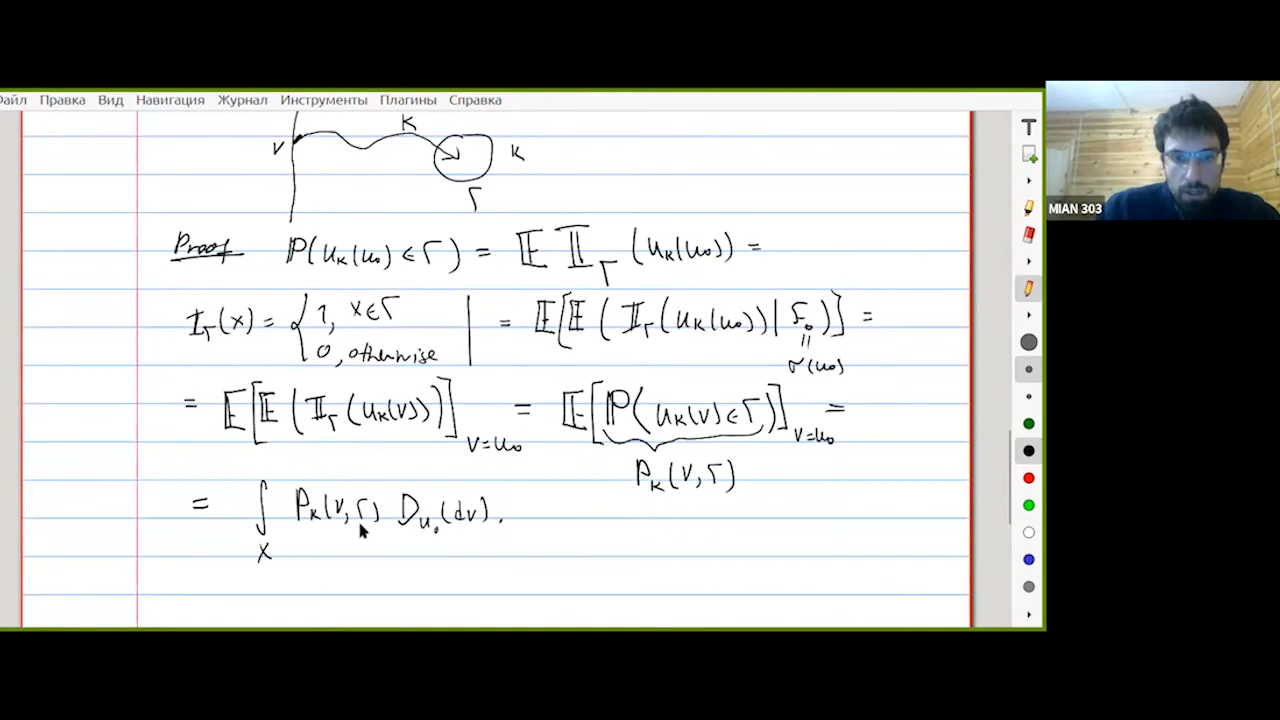 Файл Правка Вид Навигация Журнал Инструменты Плагины Справка
MIAN 303
v k K
Γ
Proof ℙ(u_k(u_0) ∈ Γ) = 𝔼 𝕀_Γ (u_k(u_0)) =
𝕀_Γ(x) = { 1, x∈Γ
0, otherwise | = 𝔼[𝔼 ( 𝕀_Γ(u_k(u_0)) | F_0 )] =
॥ σ(u_0)
= 𝔼[𝔼 ( 𝕀_Γ (u_k(v)) )]_{v=u_0} = 𝔼[ℙ( u_k(v) ∈ Γ )]_{v=u_0} =
P_k(v, Γ)
= ∫_X P_k(v, Γ) D_{u_0}(dv).